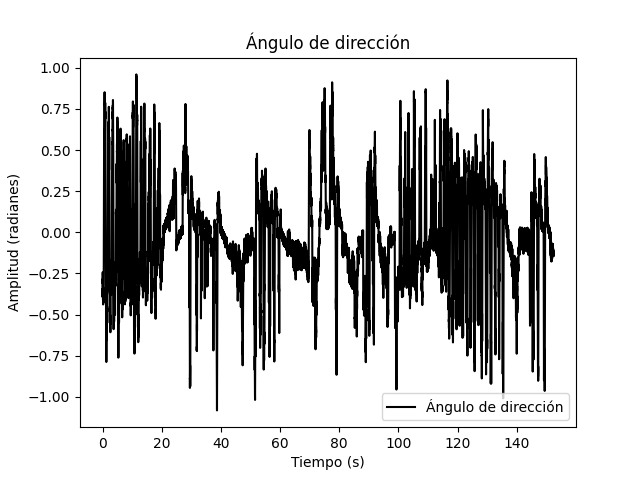 Ángulo de dirección
1.00
0.75
0.50
0.25
0.00
−0.25
−0.50
−0.75
−1.00
Amplitud (radianes)
Ángulo de dirección
0 20 40 60 80 100 120 140
Tiempo (s)